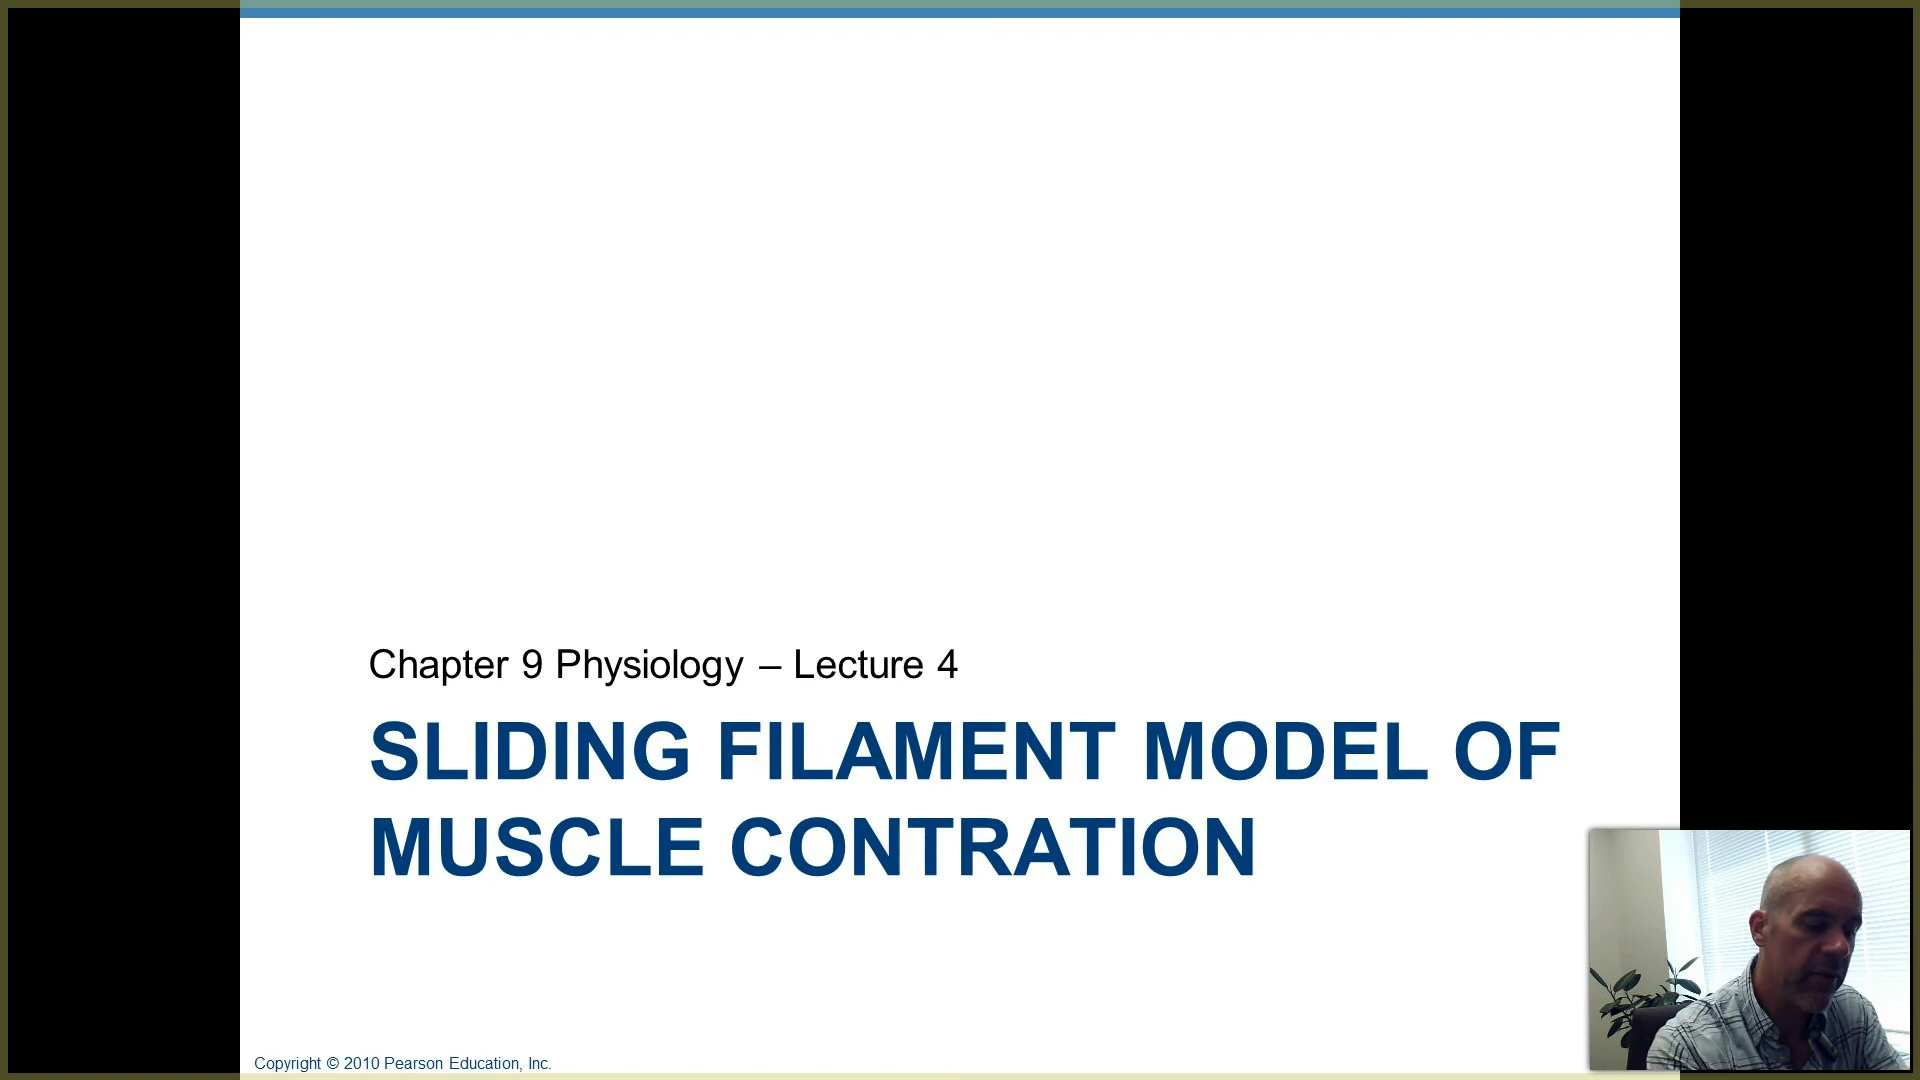 Chapter 9 Physiology – Lecture 4
SLIDING FILAMENT MODEL OF
MUSCLE CONTRATION
Copyright © 2010 Pearson Education, Inc.